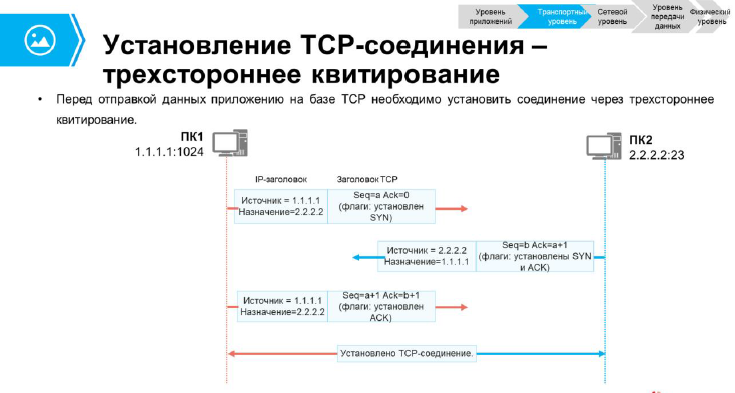 Уровень приложений
Транспортный уровень
Сетевой уровень
Уровень передачи данных
Физический уровень
Установление TCP-соединения –
трехстороннее квитирование
• Перед отправкой данных приложению на базе TCP необходимо установить соединение через трехстороннее
квитирование.
ПК1
1.1.1.1:1024
ПК2
2.2.2.2:23
IP-заголовок
Заголовок TCP
Источник = 1.1.1.1
Назначение=2.2.2.2
Seq=a Ack=0
(флаги: установлен
SYN)
Источник = 2.2.2.2
Назначение=1.1.1.1
Seq=b Ack=a+1
(флаги: установлены SYN
и ACK)
Источник = 1.1.1.1
Назначение=2.2.2.2
Seq=a+1 Ack=b+1
(флаги: установлен
ACK)
Установлено TCP-соединение.